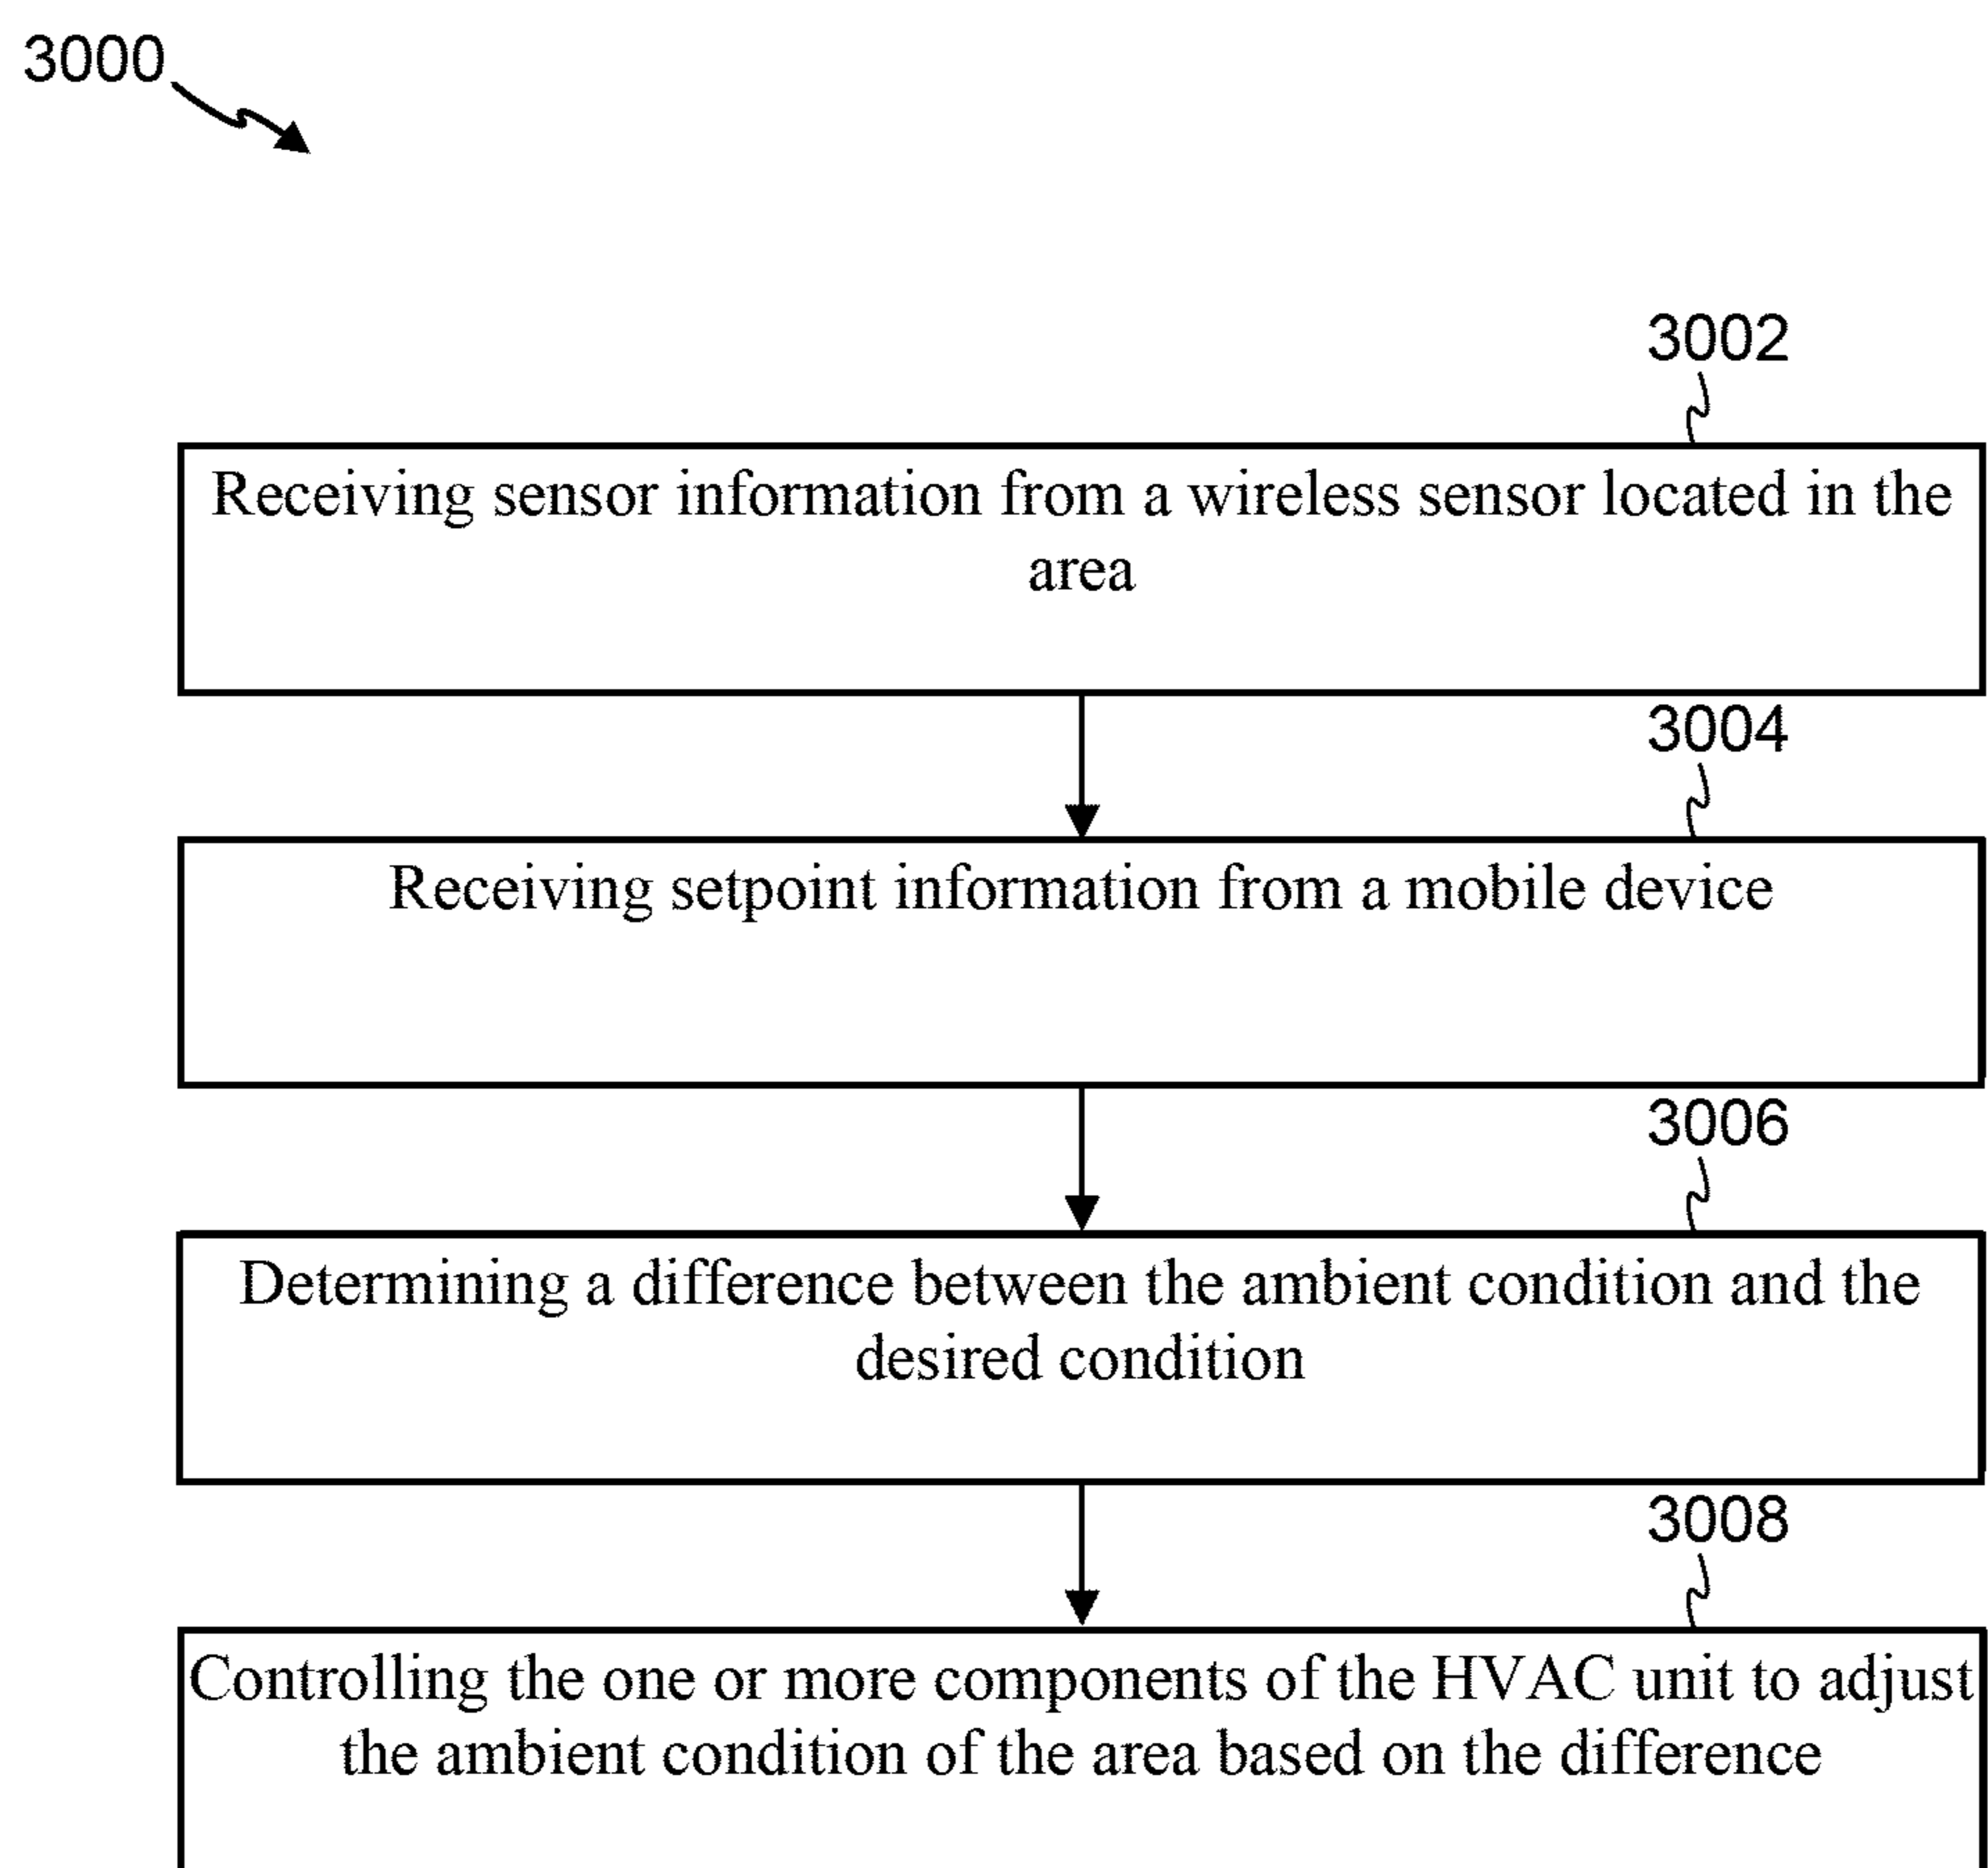 3000
3002
Receiving sensor information from a wireless sensor located in the
area
3004
Receiving setpoint information from a mobile device
3006
Determining a difference between the ambient condition and the
desired condition
3008
Controlling the one or more components of the HVAC unit to adjust
the ambient condition of the area based on the difference